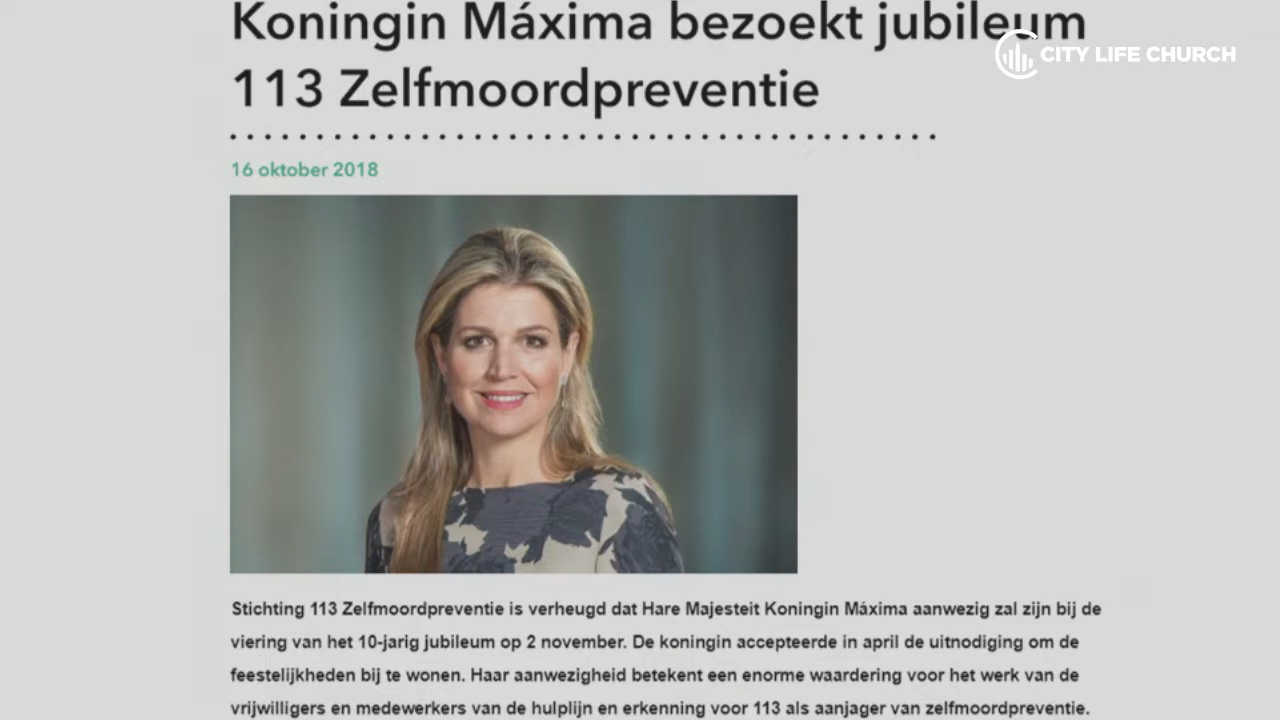 Koningin Máxima bezoekt jubileum
CITY LIFE CHURCH
113 Zelfmoordpreventie
16 oktober 2018
Stichting 113 Zelfmoordpreventie is verheugd dat Hare Majesteit Koningin Máxima aanwezig zal zijn bij de
viering van het 10-jarig jubileum op 2 november. De koningin accepteerde in april de uitnodiging om de
feestelijkheden bij te wonen. Haar aanwezigheid betekent een enorme waardering voor het werk van de
vrijwilligers en medewerkers van de hulplijn en erkenning voor 113 als aanjager van zelfmoordpreventie.